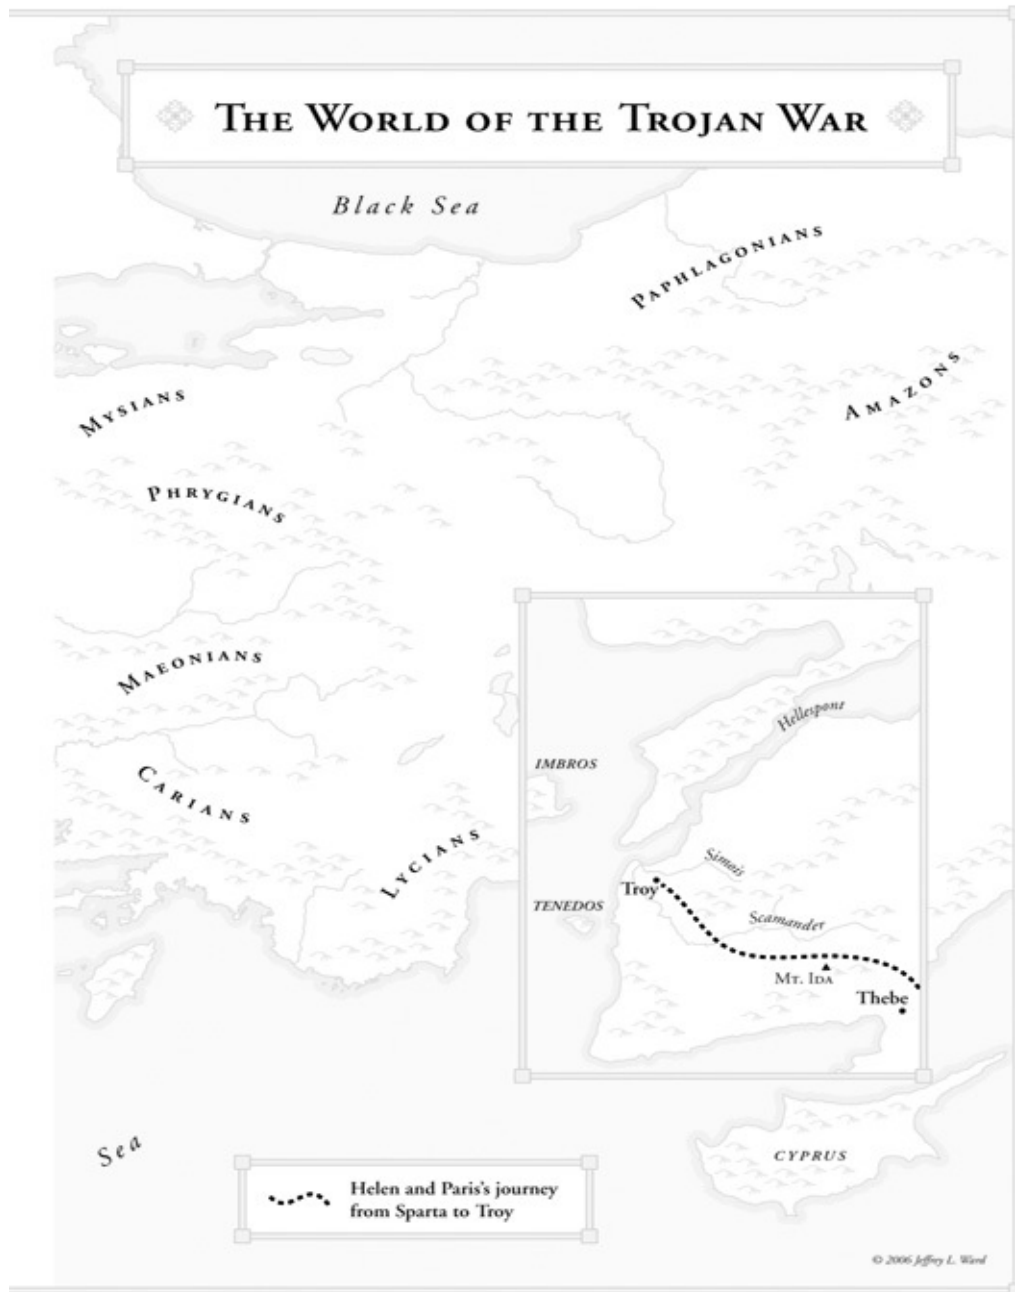 THE WORLD OF THE TROJAN WAR
Black Sea
PAPHLAGONIANS
AMAZONS
MYSIANS
PHRYGIANS
MAEONIANS
CARIANS
LYCIANS
Hellespont
IMBROS
Simois
Troy
TENEDOS
Scamander
MT. IDA
Thebe
Sea
CYPRUS
Helen and Paris's journey
from Sparta to Troy
© 2006 Jeffrey L. Ward